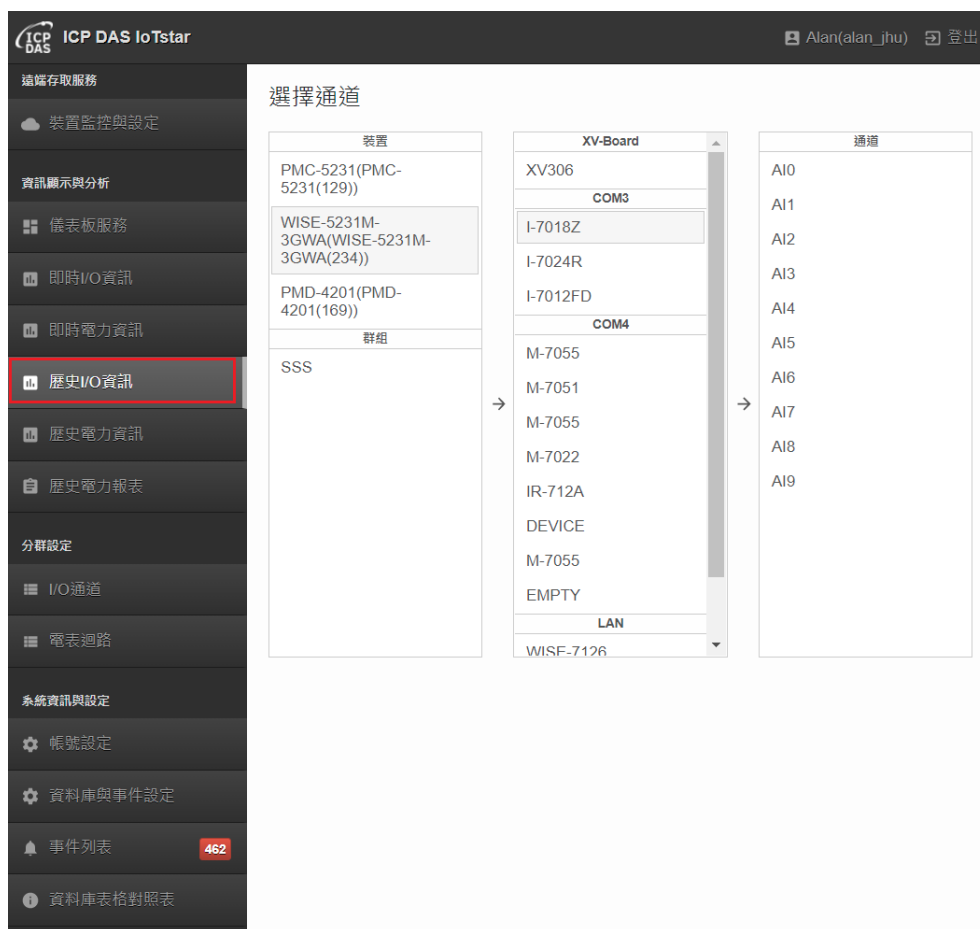 ICP DAS
ICP DAS IoTstar
Alan(alan_jhu)
登出
遠端存取服務
裝置監控與設定
資訊顯示與分析
儀表板服務
即時I/O資訊
即時電力資訊
歷史I/O資訊
歷史電力資訊
歷史電力報表
分群設定
I/O通道
電表迴路
系統資訊與設定
帳號設定
資料庫與事件設定
事件列表
462
資料庫表格對照表
選擇通道
裝置
PMC-5231(PMC-
5231(129))
WISE-5231M-
3GWA(WISE-5231M-
3GWA(234))
PMD-4201(PMD-
4201(169))
群組
SSS
XV-Board
XV306
COM3
I-7018Z
I-7024R
I-7012FD
COM4
M-7055
M-7051
M-7055
M-7022
IR-712A
DEVICE
M-7055
EMPTY
LAN
WISE-7126
通道
AI0
AI1
AI2
AI3
AI4
AI5
AI6
AI7
AI8
AI9